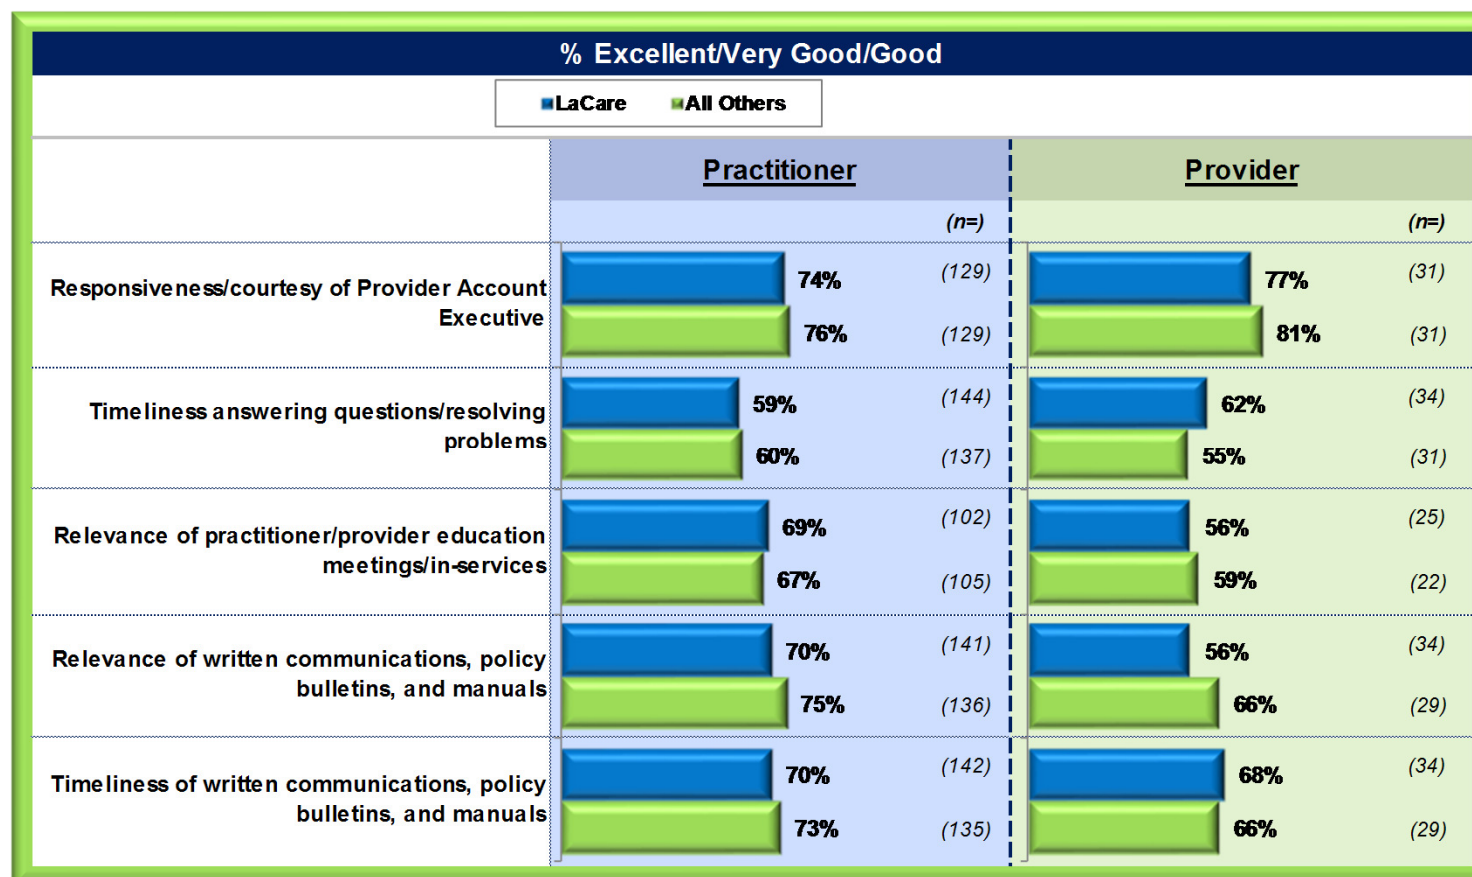 % Excellent/Very Good/Good
LaCare All Others
Practitioner Provider
(n=) (n=)
Responsiveness/courtesy of Provider Account
Executive
74% (129) 77% (31)
76% (129) 81% (31)
Timeliness answering questions/resolving
problems
59% (144) 62% (34)
60% (137) 55% (31)
Relevance of practitioner/provider education
meetings/in-services
69% (102) 56% (25)
67% (105) 59% (22)
Relevance of written communications, policy
bulletins, and manuals
70% (141) 56% (34)
75% (136) 66% (29)
Timeliness of written communications, policy
bulletins, and manuals
70% (142) 68% (34)
73% (135) 66% (29)